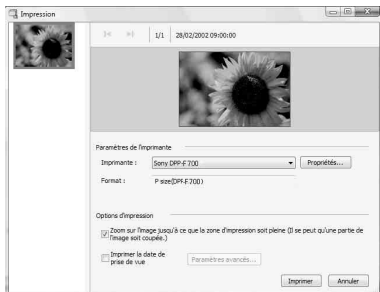 Impression
1/1 28/02/2002 09:00:00
Paramètres de l'imprimante
Imprimante : Sony DPP-F700 Propriétés...
Format : P size(DPP-F700)
Options d'impression
Zoom sur l'image jusqu'à ce que la zone d'impression soit pleine (Il se peut qu'une partie de
l'image soit coupée.)
Imprimer la date de
prise de vue Paramètres avancés...
Imprimer Annuler